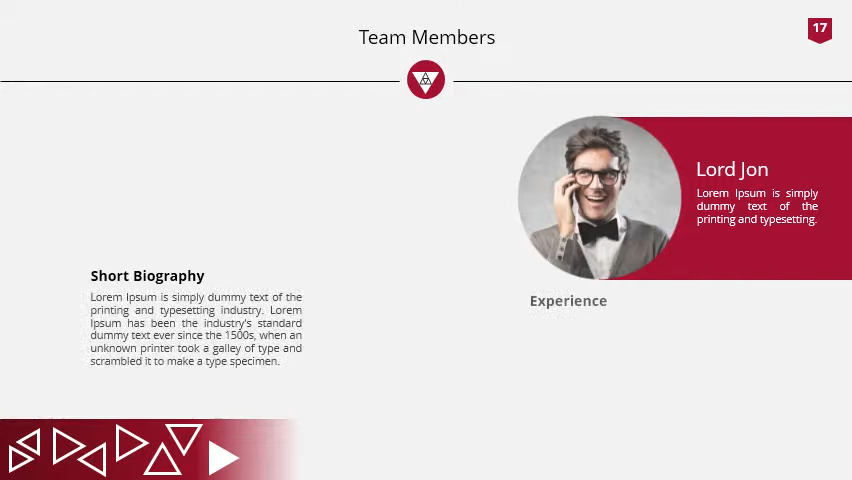 Team Members
17
Lord Jon
Lorem Ipsum is simply
dummy text of the
printing and typesetting.
Short Biography
Lorem Ipsum is simply dummy text of the
printing and typesetting industry. Lorem
Ipsum has been the industry's standard
dummy text ever since the 1500s, when an
unknown printer took a galley of type and
scrambled it to make a type specimen.
Experience